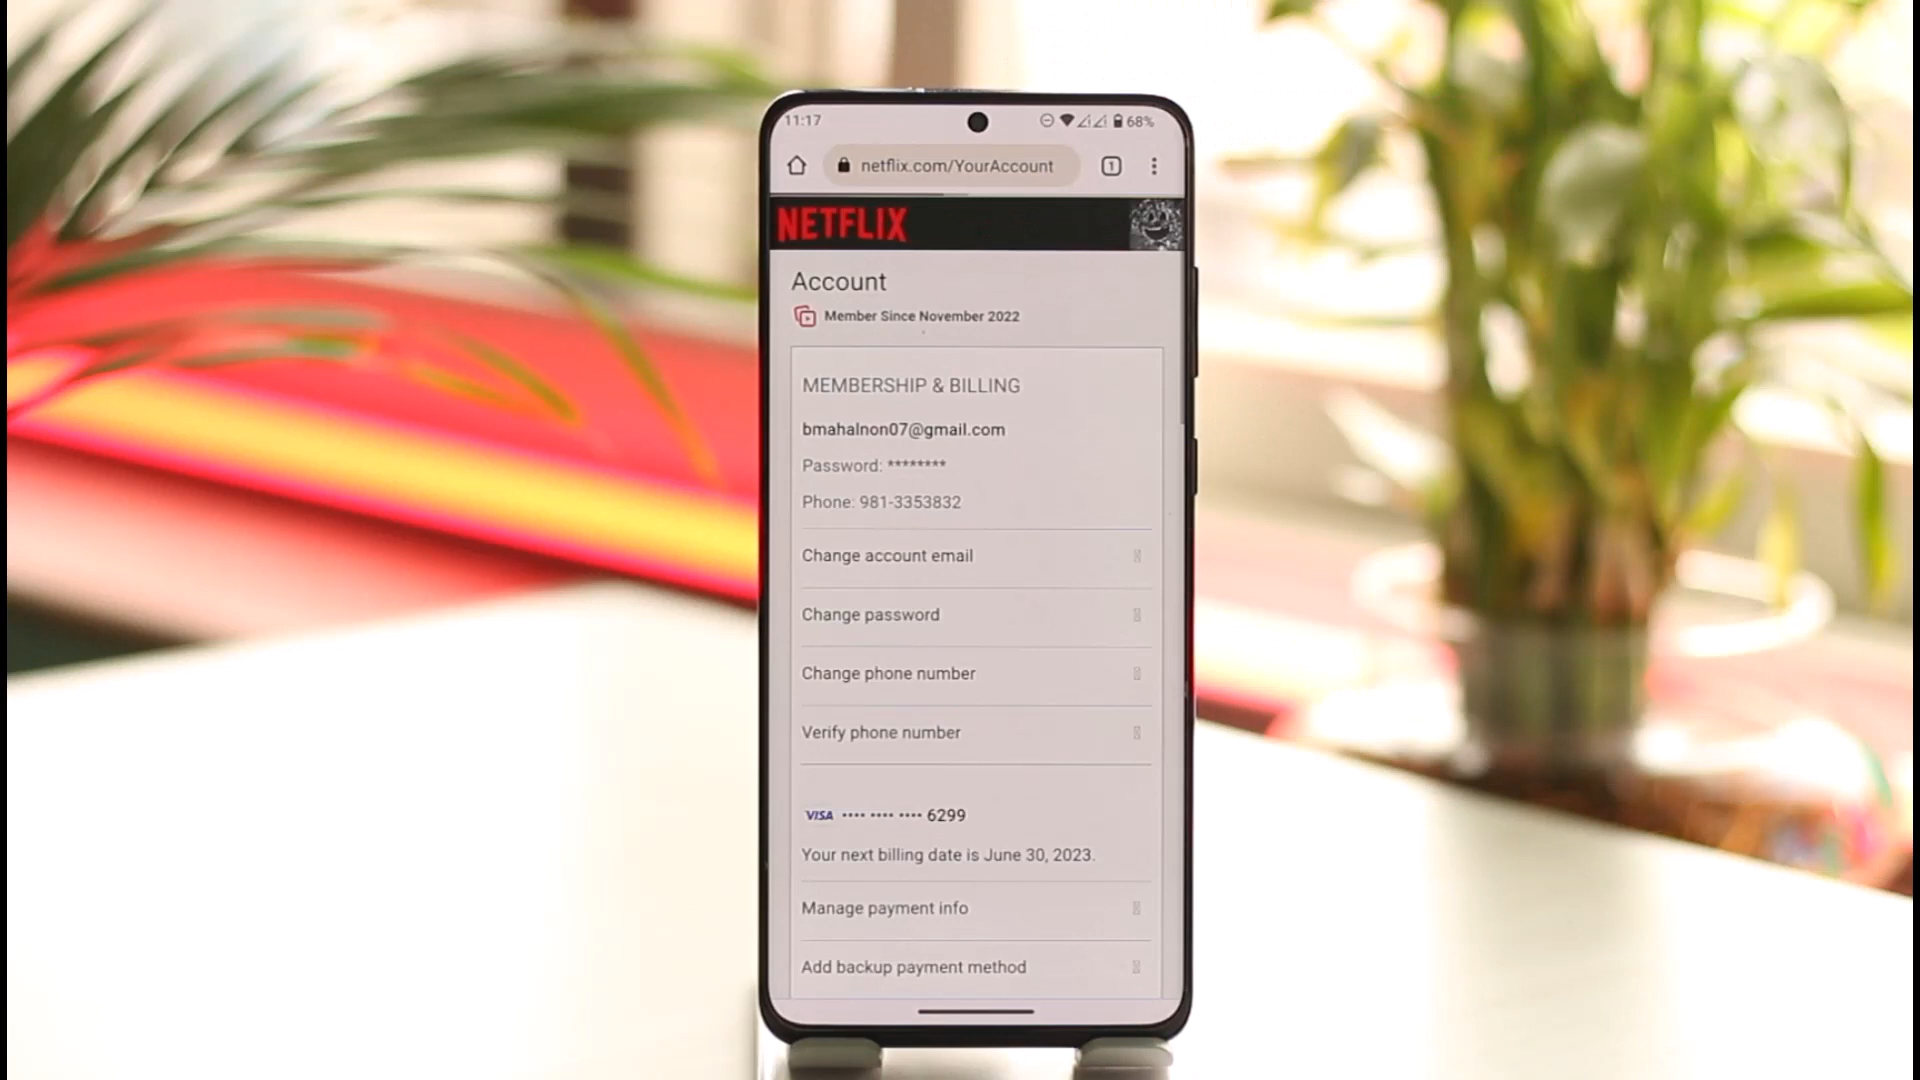 11:17
68%
netflix.com/YourAccount
1
NETFLIX
Account
Member Since November 2022
MEMBERSHIP & BILLING
bmahalnon07@gmail.com
Password: ********
Phone: 981-3353832
Change account email
Change password
Change phone number
Verify phone number
VISA •••• •••• •••• 6299
Your next billing date is June 30, 2023.
Manage payment info
Add backup payment method